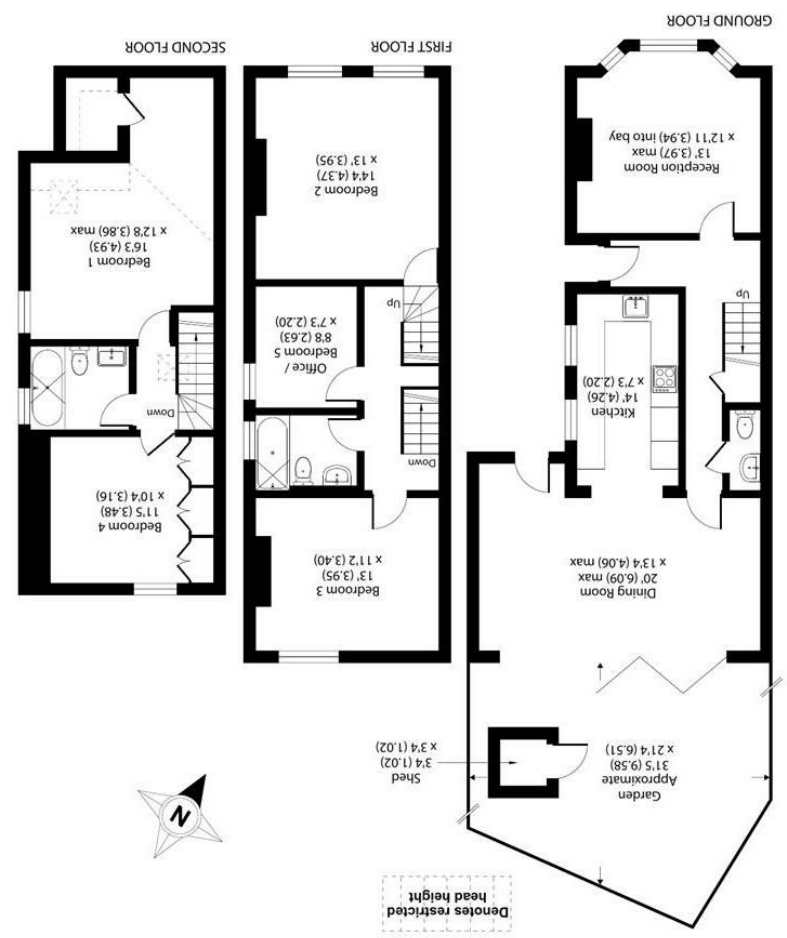 Denotes restricted
head height
Garden
Approximate
31'5 (9.58)
x 21'4 (6.51)
Shed
3'4 (1.02)
x 3'4 (1.02)
N
Dining Room
20' (6.09) max
x 13'4 (4.06) max
Kitchen
14' (4.26)
x 7'3 (2.20)
Up
Reception Room
13' (3.97) max
x 12'11 (3.94) into bay
GROUND FLOOR
Bedroom 3
13' (3.95)
x 11'2 (3.40)
Down
Office /
Bedroom 5
8'8 (2.63)
x 7'3 (2.20)
Up
Bedroom 2
14'4 (4.37)
x 13' (3.95)
FIRST FLOOR
Bedroom 4
11'5 (3.48)
x 10'4 (3.16)
Down
Bedroom 1
16'3 (4.93)
x 12'8 (3.86) max
SECOND FLOOR